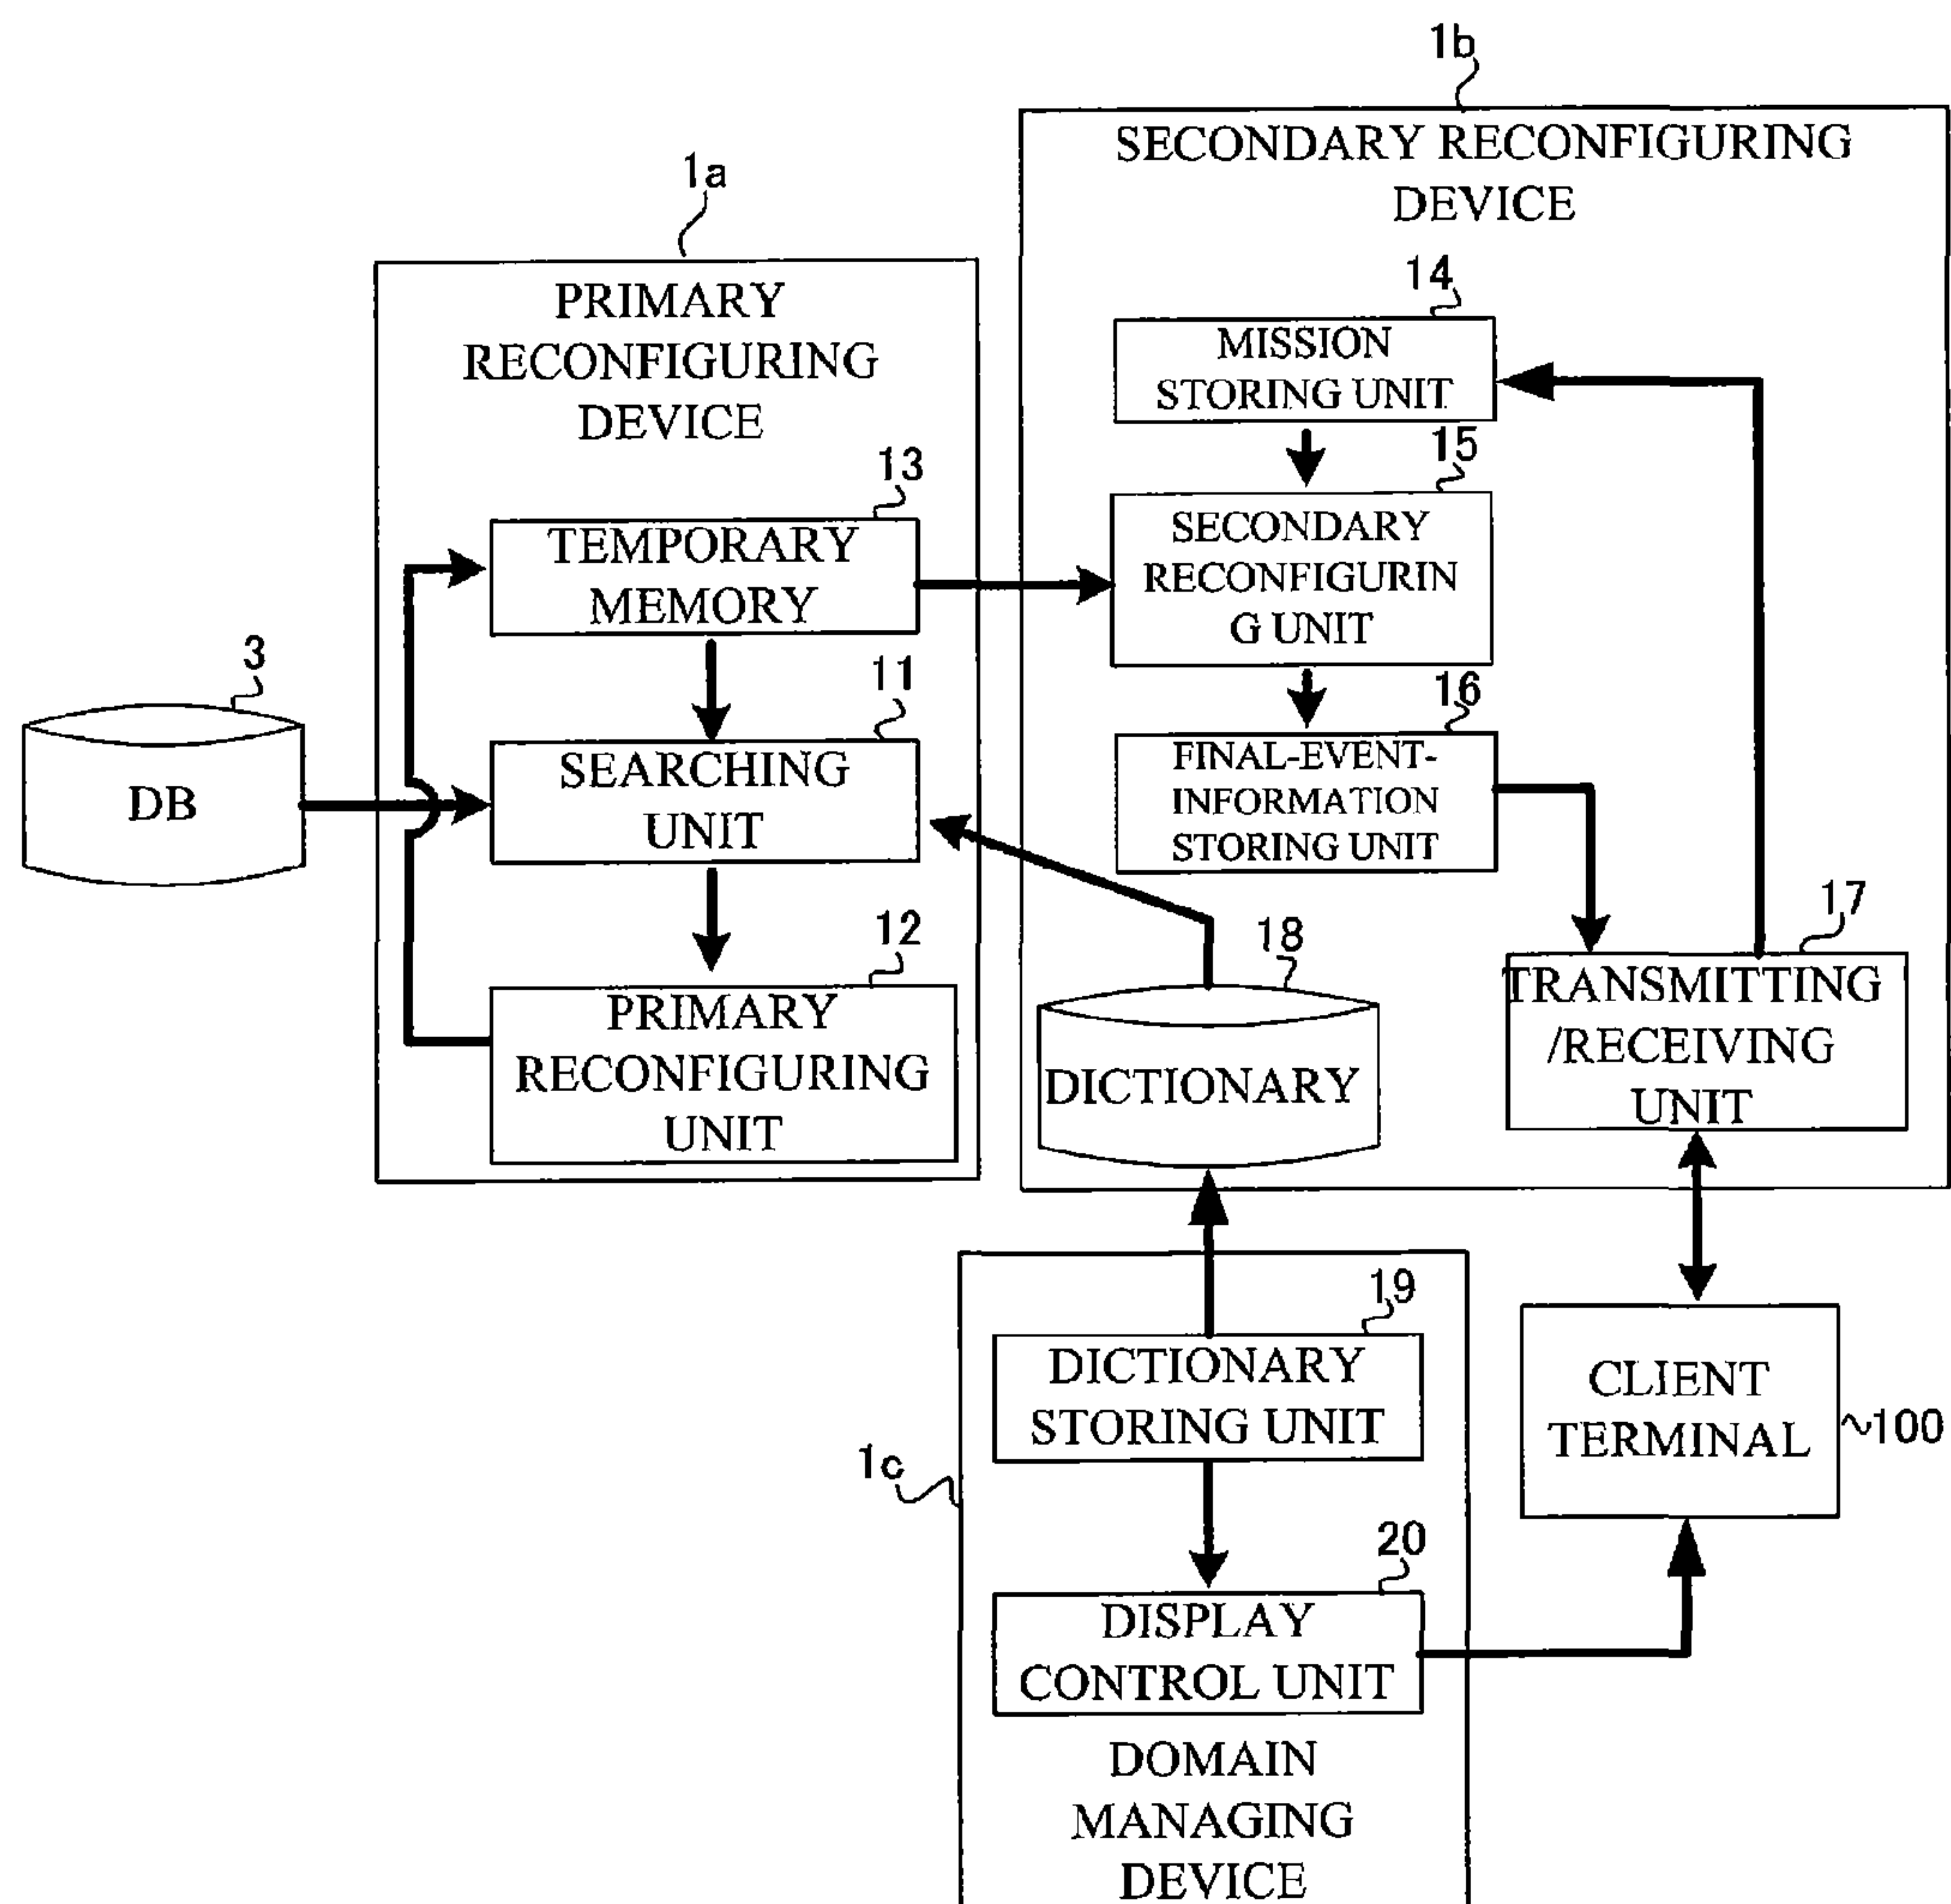 1b
SECONDARY RECONFIGURING
DEVICE
1a
PRIMARY
RECONFIGURING
DEVICE
14
MISSION
STORING UNIT
13
TEMPORARY
MEMORY
15
SECONDARY
RECONFIGURIN
G UNIT
3
DB
11
SEARCHING
UNIT
16
FINAL-EVENT-
INFORMATION
STORING UNIT
12
PRIMARY
RECONFIGURING
UNIT
18
DICTIONARY
17
TRANSMITTING
/RECEIVING
UNIT
19
DICTIONARY
STORING UNIT
CLIENT
TERMINAL
100
1c
20
DISPLAY
CONTROL UNIT
DOMAIN
MANAGING
DEVICE